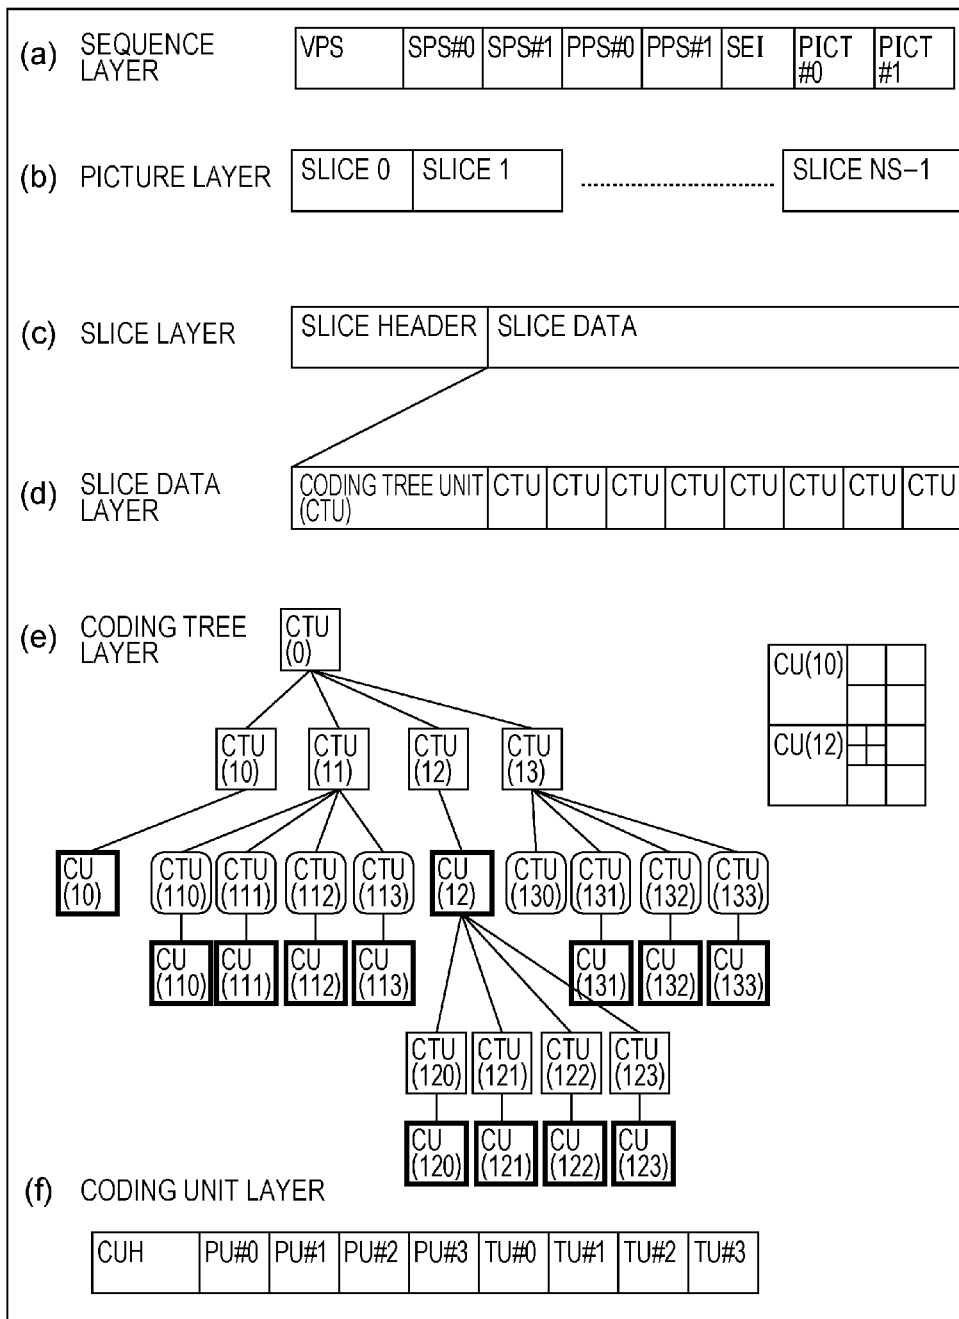 (a) SEQUENCE
LAYER
VPS SPS#0 SPS#1 PPS#0 PPS#1 SEI PICT
#0 PICT
#1
(b) PICTURE LAYER
SLICE 0 SLICE 1 SLICE NS–1
(c) SLICE LAYER
SLICE HEADER SLICE DATA
(d) SLICE DATA
LAYER
CODING TREE UNIT
(CTU)
CTU CTU CTU CTU CTU CTU CTU CTU
(e) CODING TREE
LAYER
CTU
(0)
CU(10)
CU(12)
CTU CTU CTU CTU
(10) (11) (12) (13)
CU CTU CTU CTU CTU CU CTU CTU CTU CTU
(10) (110) (111) (112) (113) (12) (130) (131) (132) (133)
CU CU CU CU CU CU CU
(110) (111) (112) (113) (131) (132) (133)
CTU CTU CTU CTU
(120) (121) (122) (123)
CU CU CU CU
(120) (121) (122) (123)
(f) CODING UNIT LAYER
CUH PU#0 PU#1 PU#2 PU#3 TU#0 TU#1 TU#2 TU#3